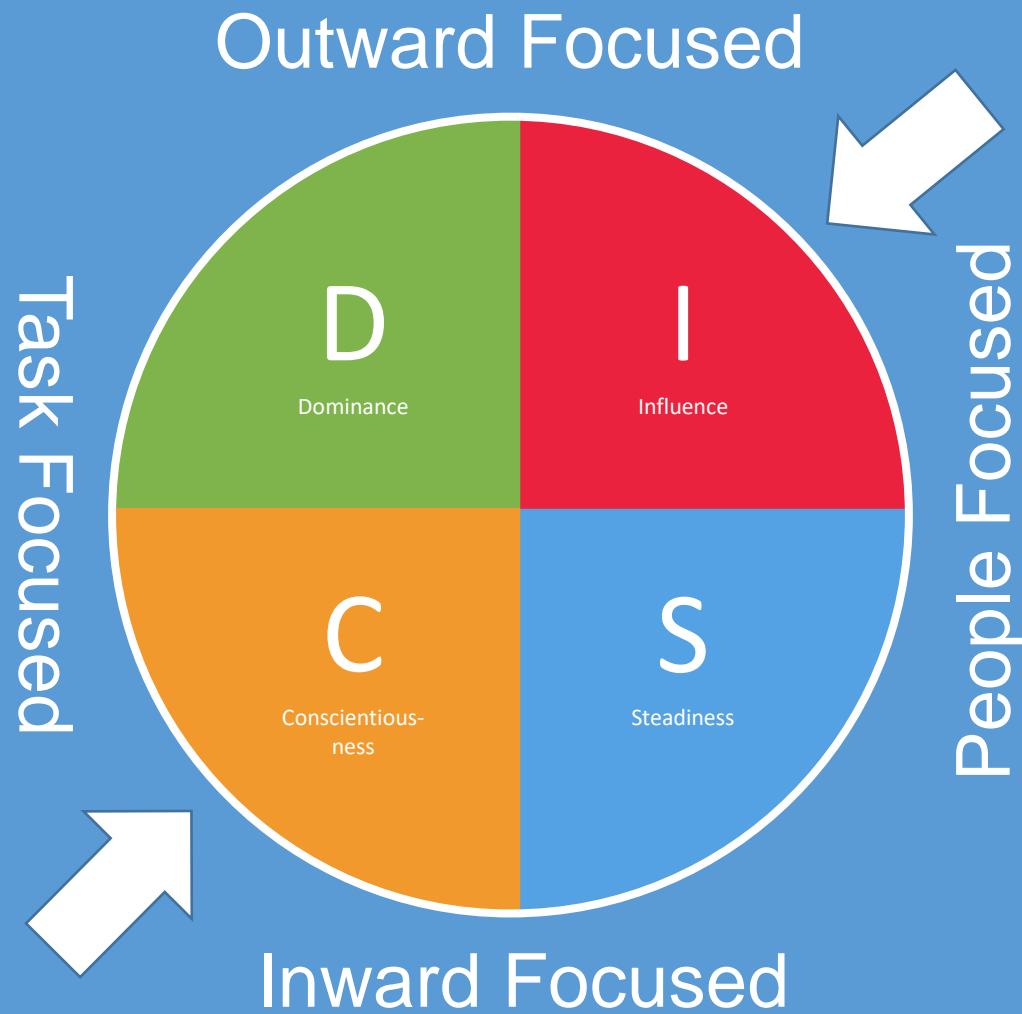 Outward Focused
Task Focused
D
Dominance
I
Influence
People Focused
C
Conscientious-
ness
S
Steadiness
Inward Focused